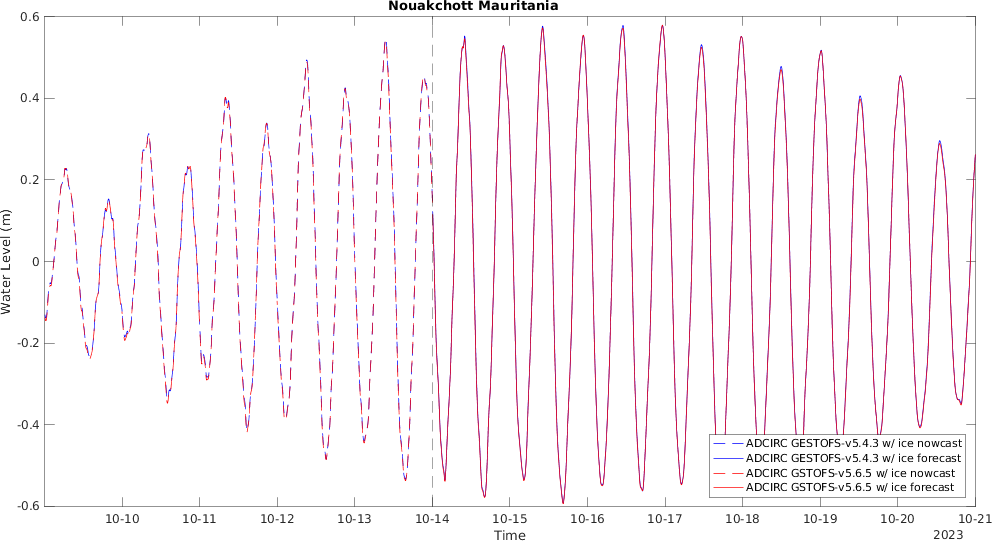 Nouakchott Mauritania
0.6
0.4
0.2
0
-0.2
-0.4
-0.6
Water Level (m)
ADCIRC GESTOFS-v5.4.3 w/ ice nowcast
ADCIRC GESTOFS-v5.4.3 w/ ice forecast
ADCIRC GSTOFS-v5.6.5 w/ ice nowcast
ADCIRC GSTOFS-v5.6.5 w/ ice forecast
10-10 10-11 10-12 10-13 10-14 10-15 10-16 10-17 10-18 10-19 10-20 10-21
Time
2023